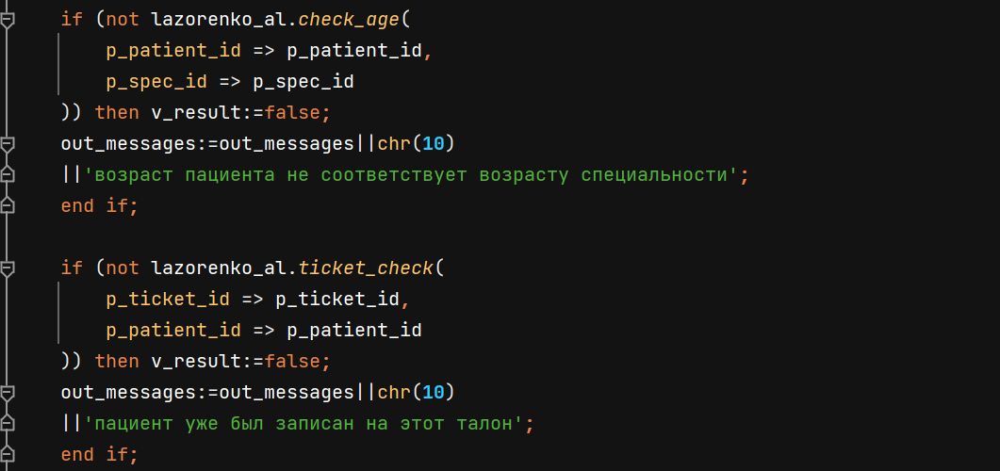 if (not lazorenko_al.check_age(
p_patient_id => p_patient_id,
p_spec_id => p_spec_id
)) then v_result:=false;
out_messages:=out_messages||chr(10)
||'возраст пациента не соответствует возрасту специальности';
end if;
if (not lazorenko_al.ticket_check(
p_ticket_id => p_ticket_id,
p_patient_id => p_patient_id
)) then v_result:=false;
out_messages:=out_messages||chr(10)
||'пациент уже был записан на этот талон';
end if;